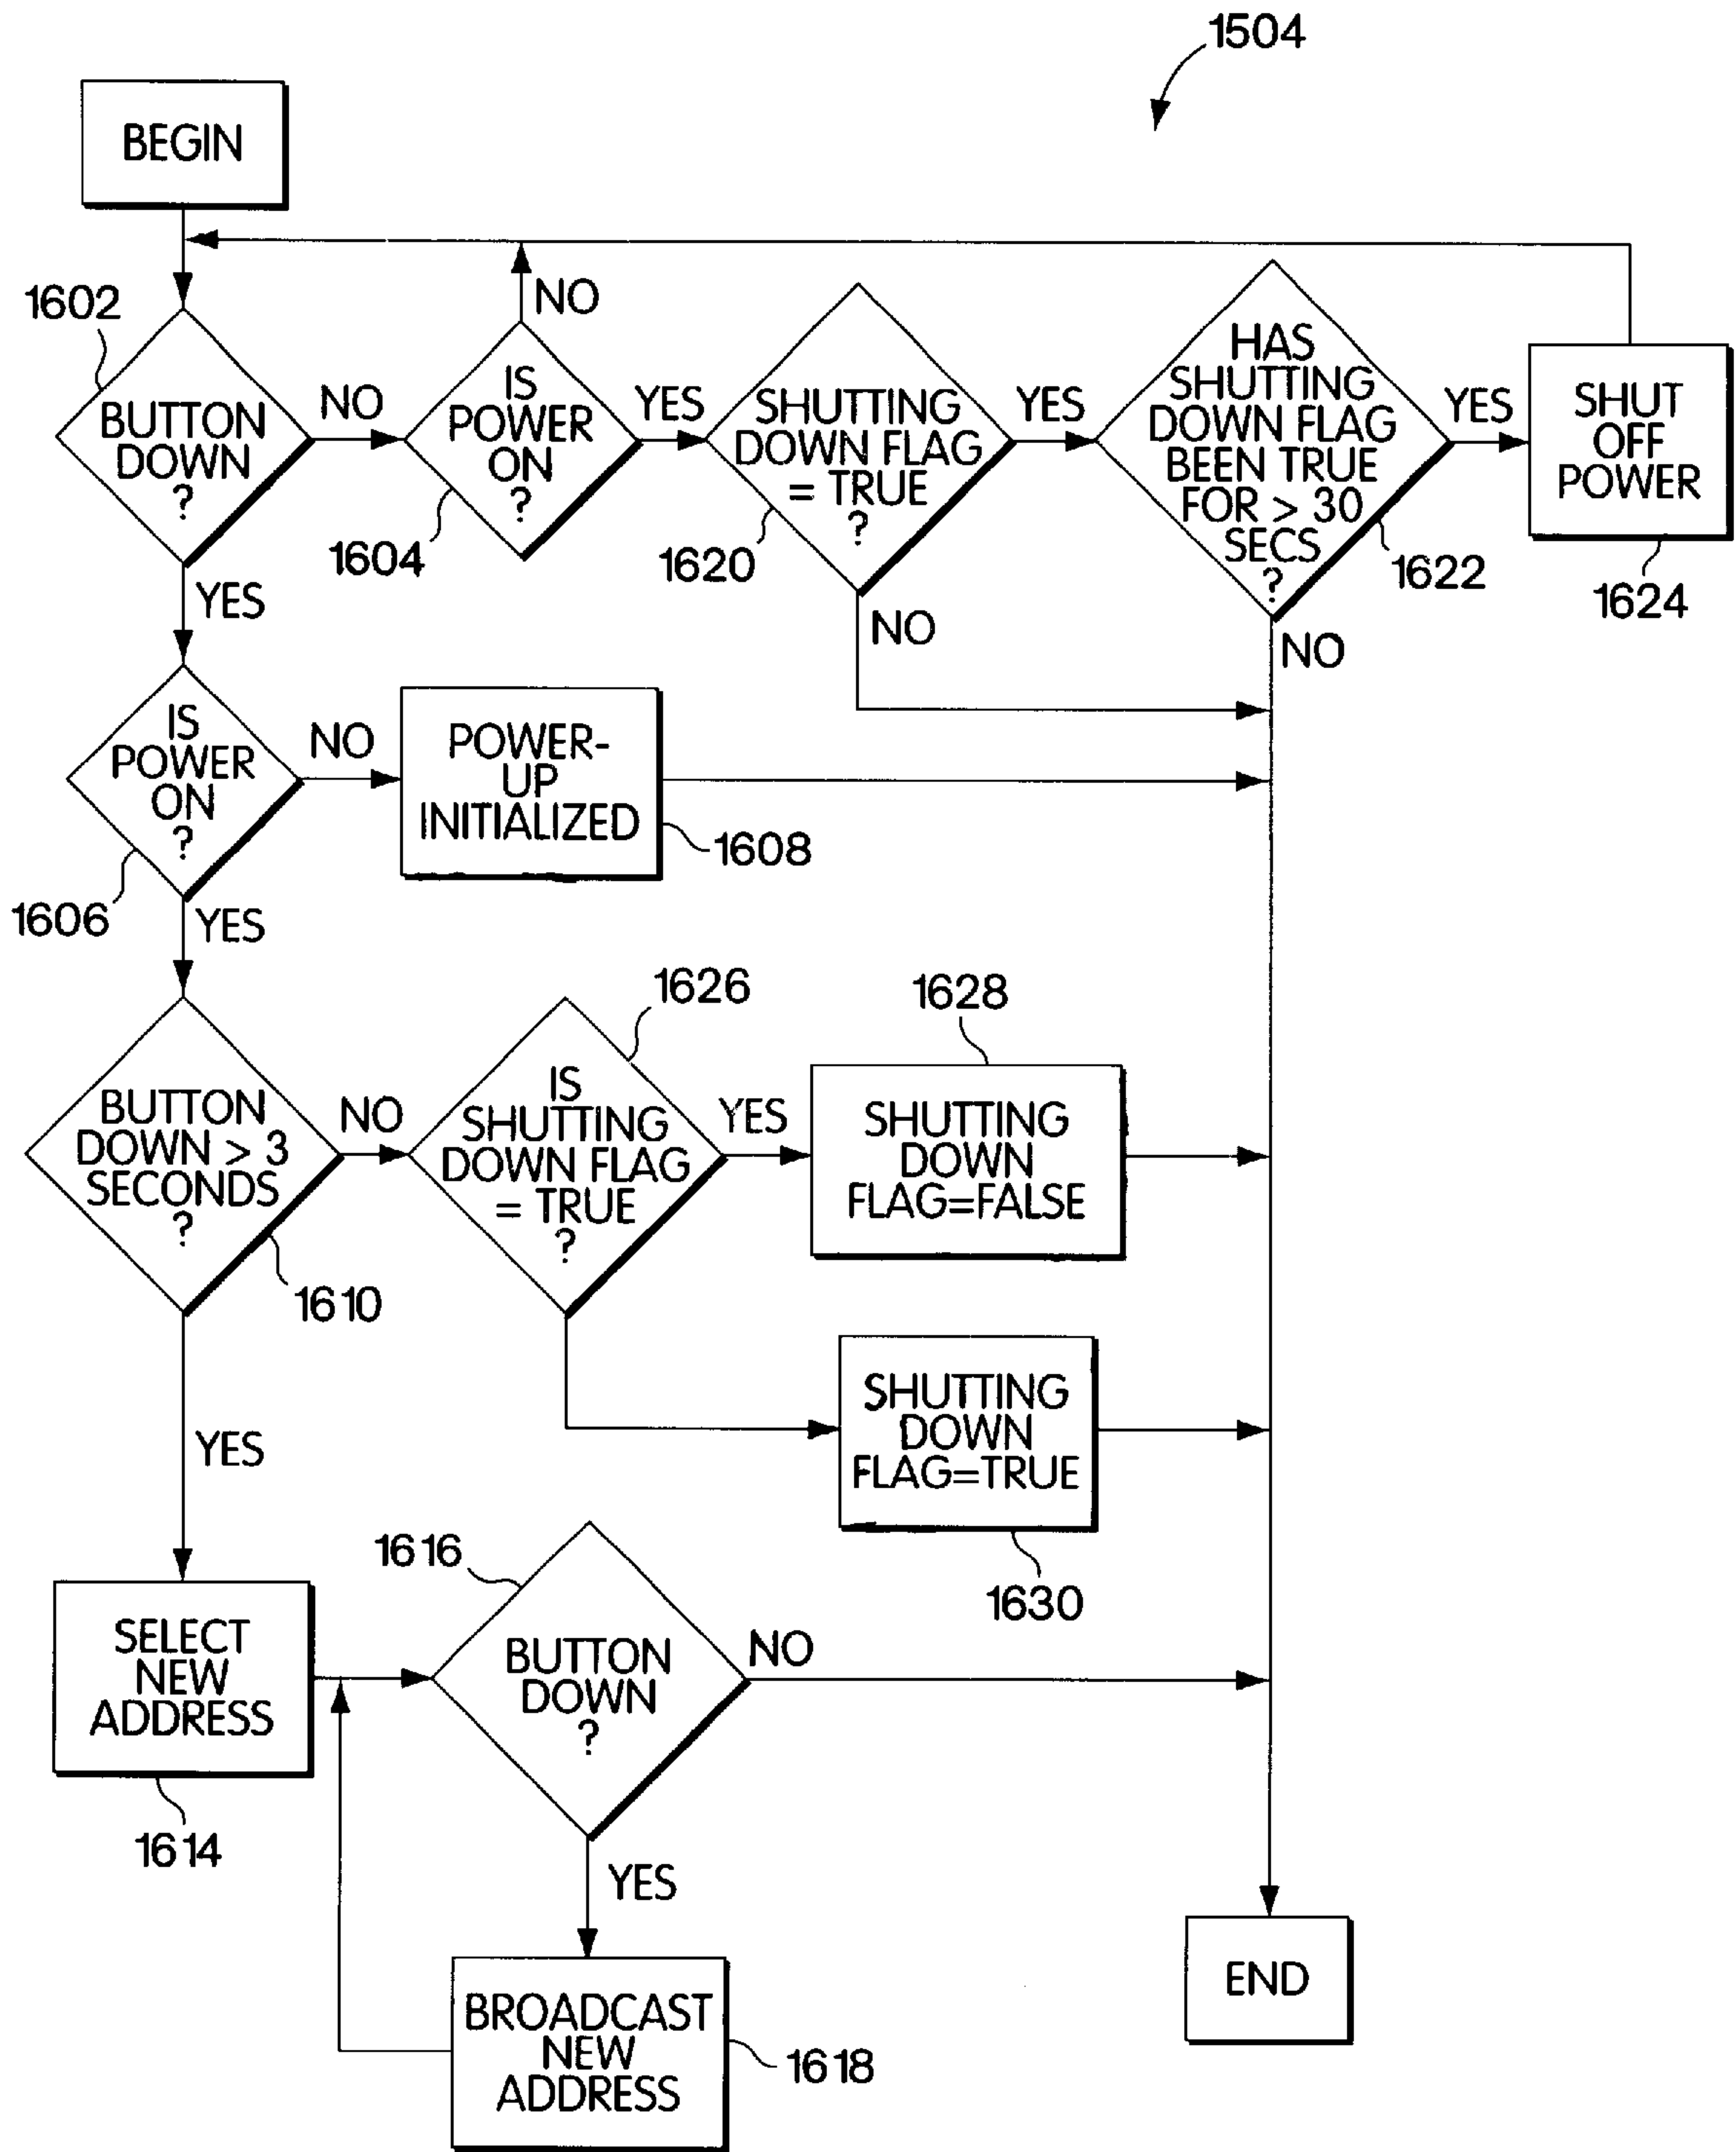 1504
BEGIN
1602
BUTTON
DOWN
?
NO
IS
POWER
ON
?
1604
NO
YES
SHUTTING
DOWN FLAG
= TRUE
?
1620
YES
HAS
SHUTTING
DOWN FLAG
BEEN TRUE
FOR > 30
SECS
?
1622
YES
SHUT
OFF
POWER
1624
YES
NO
NO
IS
POWER
ON
?
1606
NO
POWER-
UP
INITIALIZED
1608
YES
BUTTON
DOWN > 3
SECONDS
?
1610
NO
1626
IS
SHUTTING
DOWN FLAG
= TRUE
?
YES
1628
SHUTTING
DOWN
FLAG=FALSE
SHUTTING
DOWN
FLAG=TRUE
1630
YES
SELECT
NEW
ADDRESS
1614
1616
BUTTON
DOWN
?
NO
YES
BROADCAST
NEW
ADDRESS
1618
END